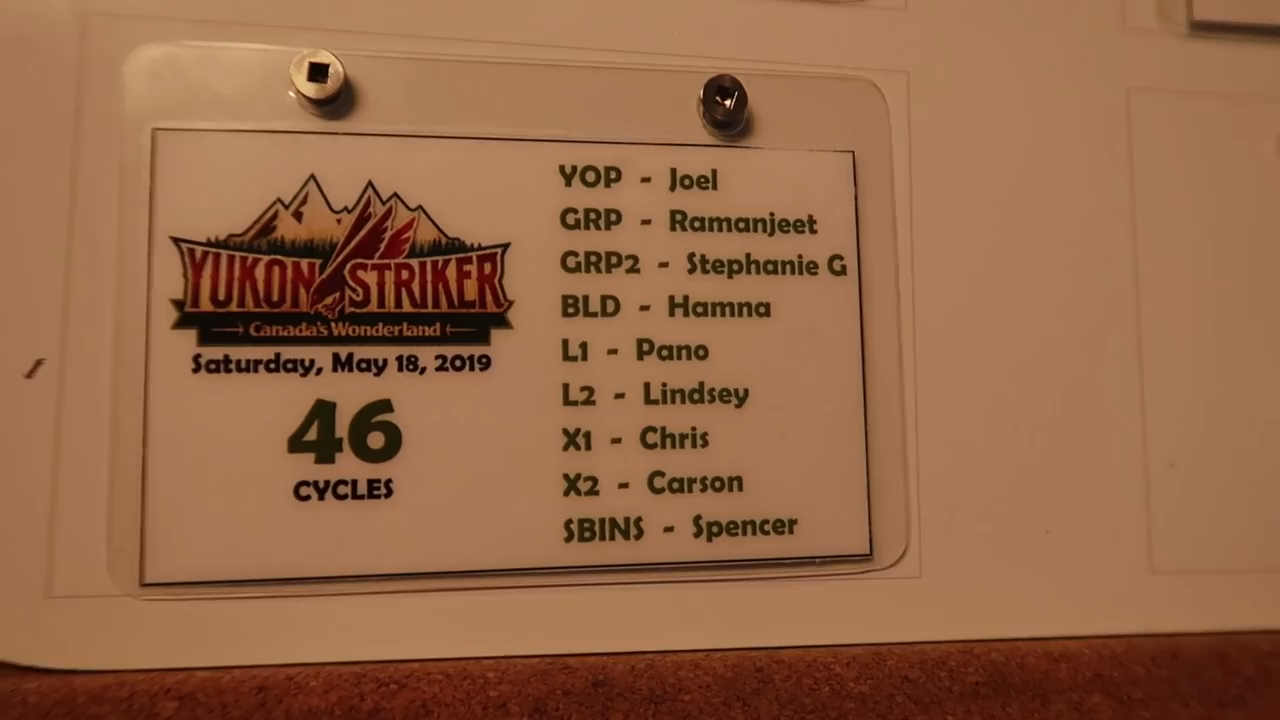 YUKON STRIKER
Canada's Wonderland
Saturday, May 18, 2019
46
CYCLES
YOP - Joel
GRP - Ramanjeet
GRP2 - Stephanie G
BLD - Hamna
L1 - Pano
L2 - Lindsey
X1 - Chris
X2 - Carson
SBINS - Spencer